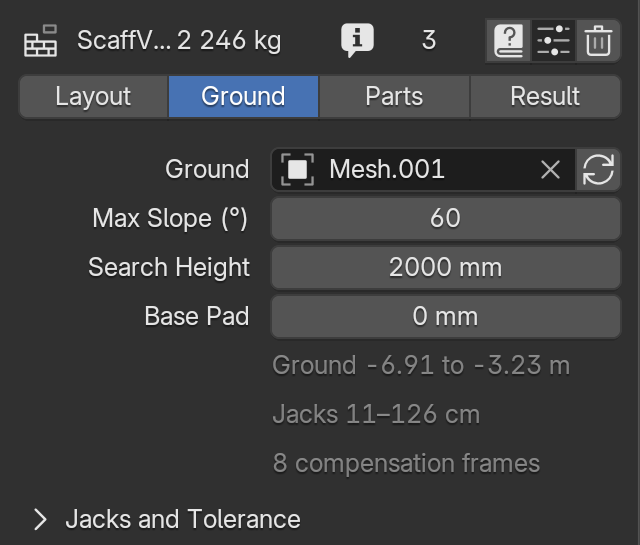 ScaffV... 2 246 kg 3
Layout Ground Parts Result
Ground Mesh.001
Max Slope (°) 60
Search Height 2000 mm
Base Pad 0 mm
Ground -6.91 to -3.23 m
Jacks 11–126 cm
8 compensation frames
Jacks and Tolerance